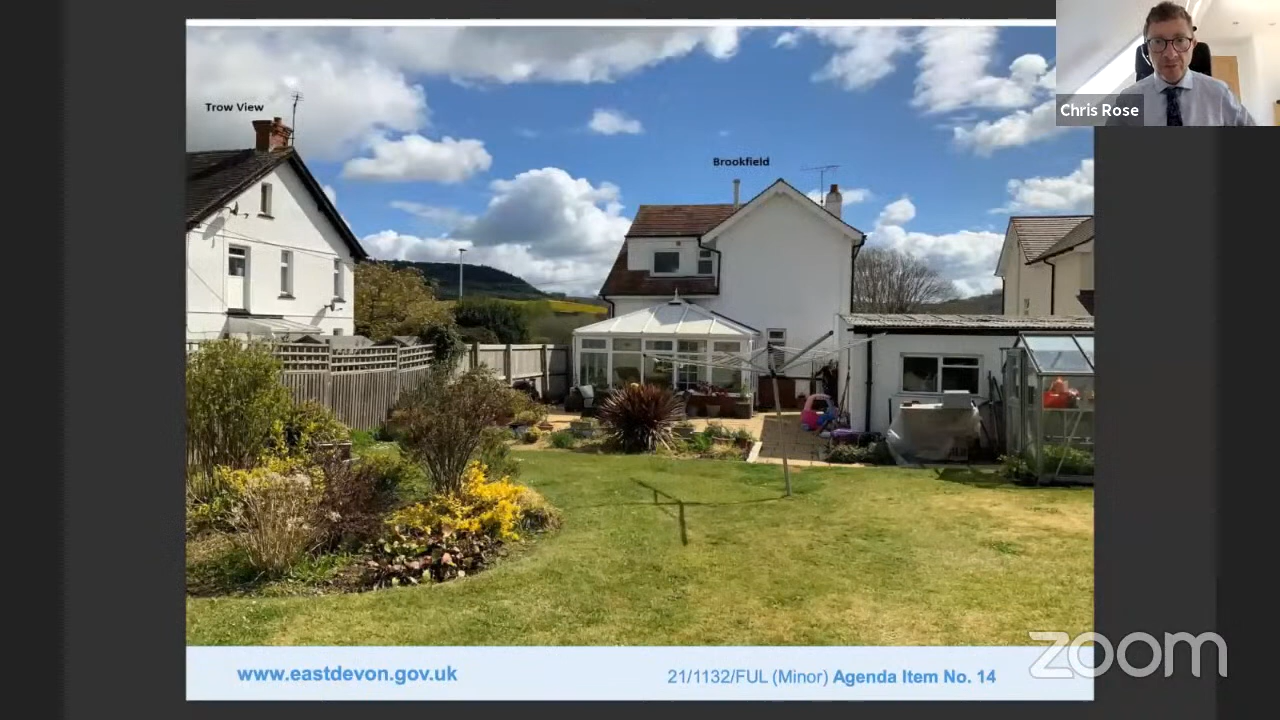 Trow View
Brookfield
Chris Rose
www.eastdevon.gov.uk
21/1132/FUL (Minor) Agenda Item No. 14
zoom